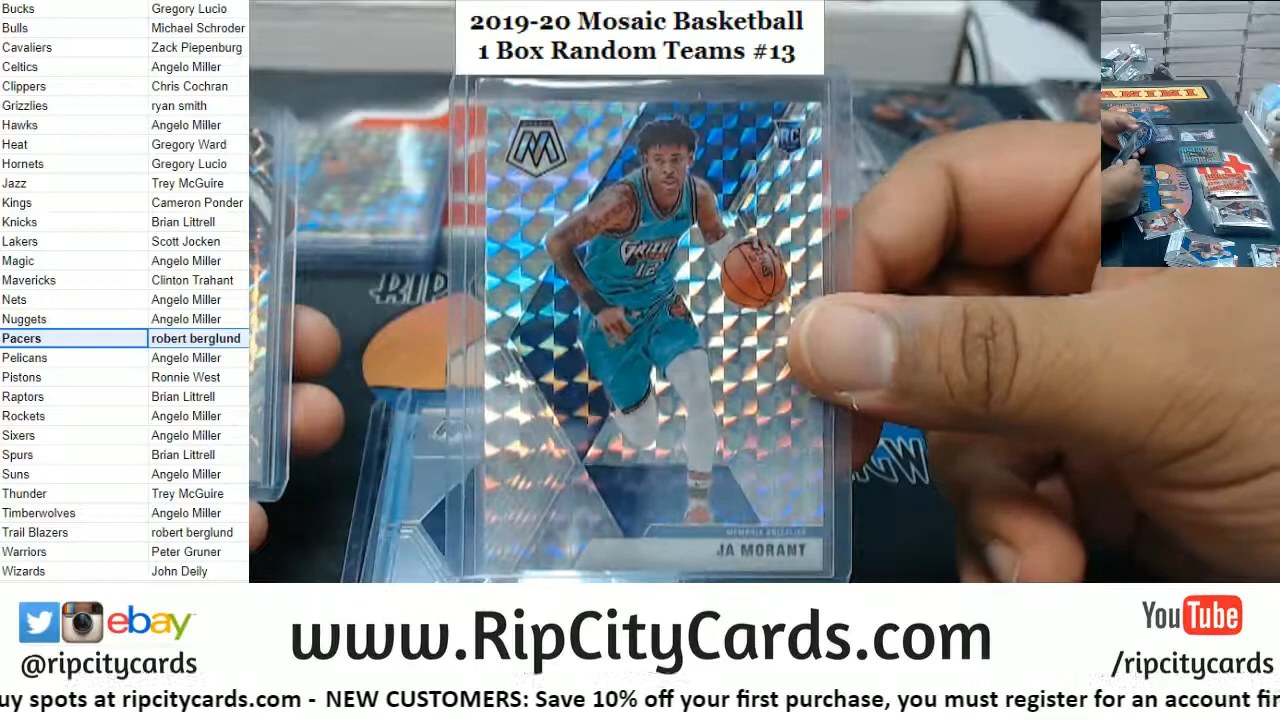 Bucks Gregory Lucio
Bulls Michael Schroder
Cavaliers Zack Piepenburg
Celtics Angelo Miller
Clippers Chris Cochran
Grizzlies ryan smith
Hawks Angelo Miller
Heat Gregory Ward
Hornets Gregory Lucio
Jazz Trey McGuire
Kings Cameron Ponder
Knicks Brian Littrell
Lakers Scott Jocken
Magic Angelo Miller
Mavericks Clinton Trahant
Nets Angelo Miller
Nuggets Angelo Miller
Pacers robert berglund
Pelicans Angelo Miller
Pistons Ronnie West
Raptors Brian Littrell
Rockets Angelo Miller
Sixers Angelo Miller
Spurs Brian Littrell
Suns Angelo Miller
Thunder Trey McGuire
Timberwolves Angelo Miller
Trail Blazers robert berglund
Warriors Peter Gruner
Wizards John Deily
2019-20 Mosaic Basketball
1 Box Random Teams #13
M
RC
12
MEMPHIS GRIZZLIES
JA MORANT
RIP
PANINI
ebay
@ripcitycards
www.RipCityCards.com
YouTube
/ripcitycards
uy spots at ripcitycards.com - NEW CUSTOMERS: Save 10% off your first purchase, you must register for an account fir